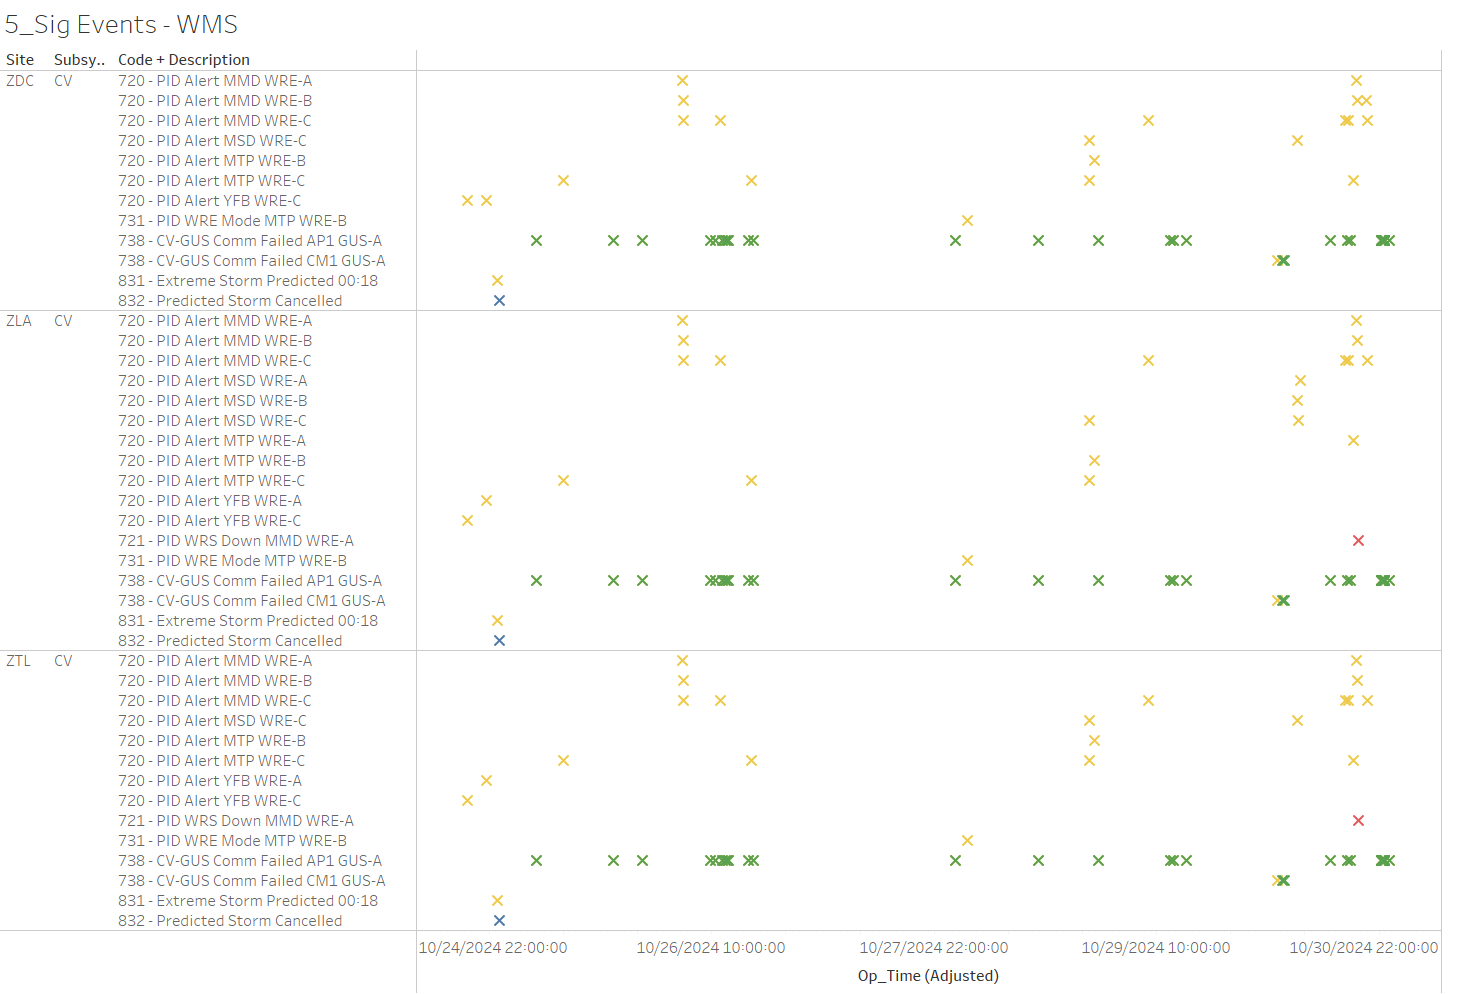 5_Sig Events - WMS
Site Subsy.. Code + Description
ZDC CV 720 - PID Alert MMD WRE-A
720 - PID Alert MMD WRE-B
720 - PID Alert MMD WRE-C
720 - PID Alert MSD WRE-C
720 - PID Alert MTP WRE-B
720 - PID Alert MTP WRE-C
720 - PID Alert YFB WRE-C
731 - PID WRE Mode MTP WRE-B
738 - CV-GUS Comm Failed AP1 GUS-A
738 - CV-GUS Comm Failed CM1 GUS-A
831 - Extreme Storm Predicted 00:18
832 - Predicted Storm Cancelled
ZLA CV 720 - PID Alert MMD WRE-A
720 - PID Alert MMD WRE-B
720 - PID Alert MMD WRE-C
720 - PID Alert MSD WRE-A
720 - PID Alert MSD WRE-B
720 - PID Alert MSD WRE-C
720 - PID Alert MTP WRE-A
720 - PID Alert MTP WRE-B
720 - PID Alert MTP WRE-C
720 - PID Alert YFB WRE-A
720 - PID Alert YFB WRE-C
721 - PID WRS Down MMD WRE-A
731 - PID WRE Mode MTP WRE-B
738 - CV-GUS Comm Failed AP1 GUS-A
738 - CV-GUS Comm Failed CM1 GUS-A
831 - Extreme Storm Predicted 00:18
832 - Predicted Storm Cancelled
ZTL CV 720 - PID Alert MMD WRE-A
720 - PID Alert MMD WRE-B
720 - PID Alert MMD WRE-C
720 - PID Alert MSD WRE-C
720 - PID Alert MTP WRE-B
720 - PID Alert MTP WRE-C
720 - PID Alert YFB WRE-A
720 - PID Alert YFB WRE-C
721 - PID WRS Down MMD WRE-A
731 - PID WRE Mode MTP WRE-B
738 - CV-GUS Comm Failed AP1 GUS-A
738 - CV-GUS Comm Failed CM1 GUS-A
831 - Extreme Storm Predicted 00:18
832 - Predicted Storm Cancelled
10/24/2024 22:00:00 10/26/2024 10:00:00 10/27/2024 22:00:00 10/29/2024 10:00:00 10/30/2024 22:00:00
Op_Time (Adjusted)